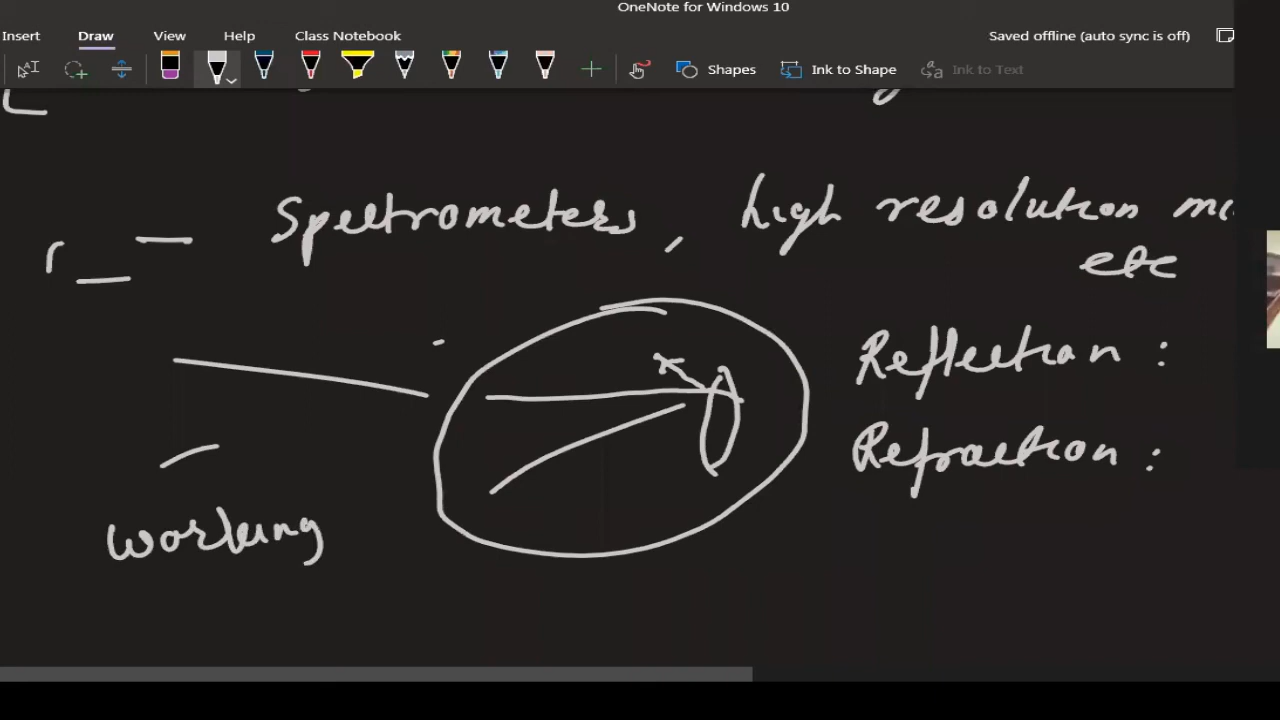 OneNote for Windows 10
Insert Draw View Help Class Notebook Saved offline (auto sync is off)
Shapes Ink to Shape Ink to Text
Spectrometers, high resolution
etc
Reflection :
Refraction :
working